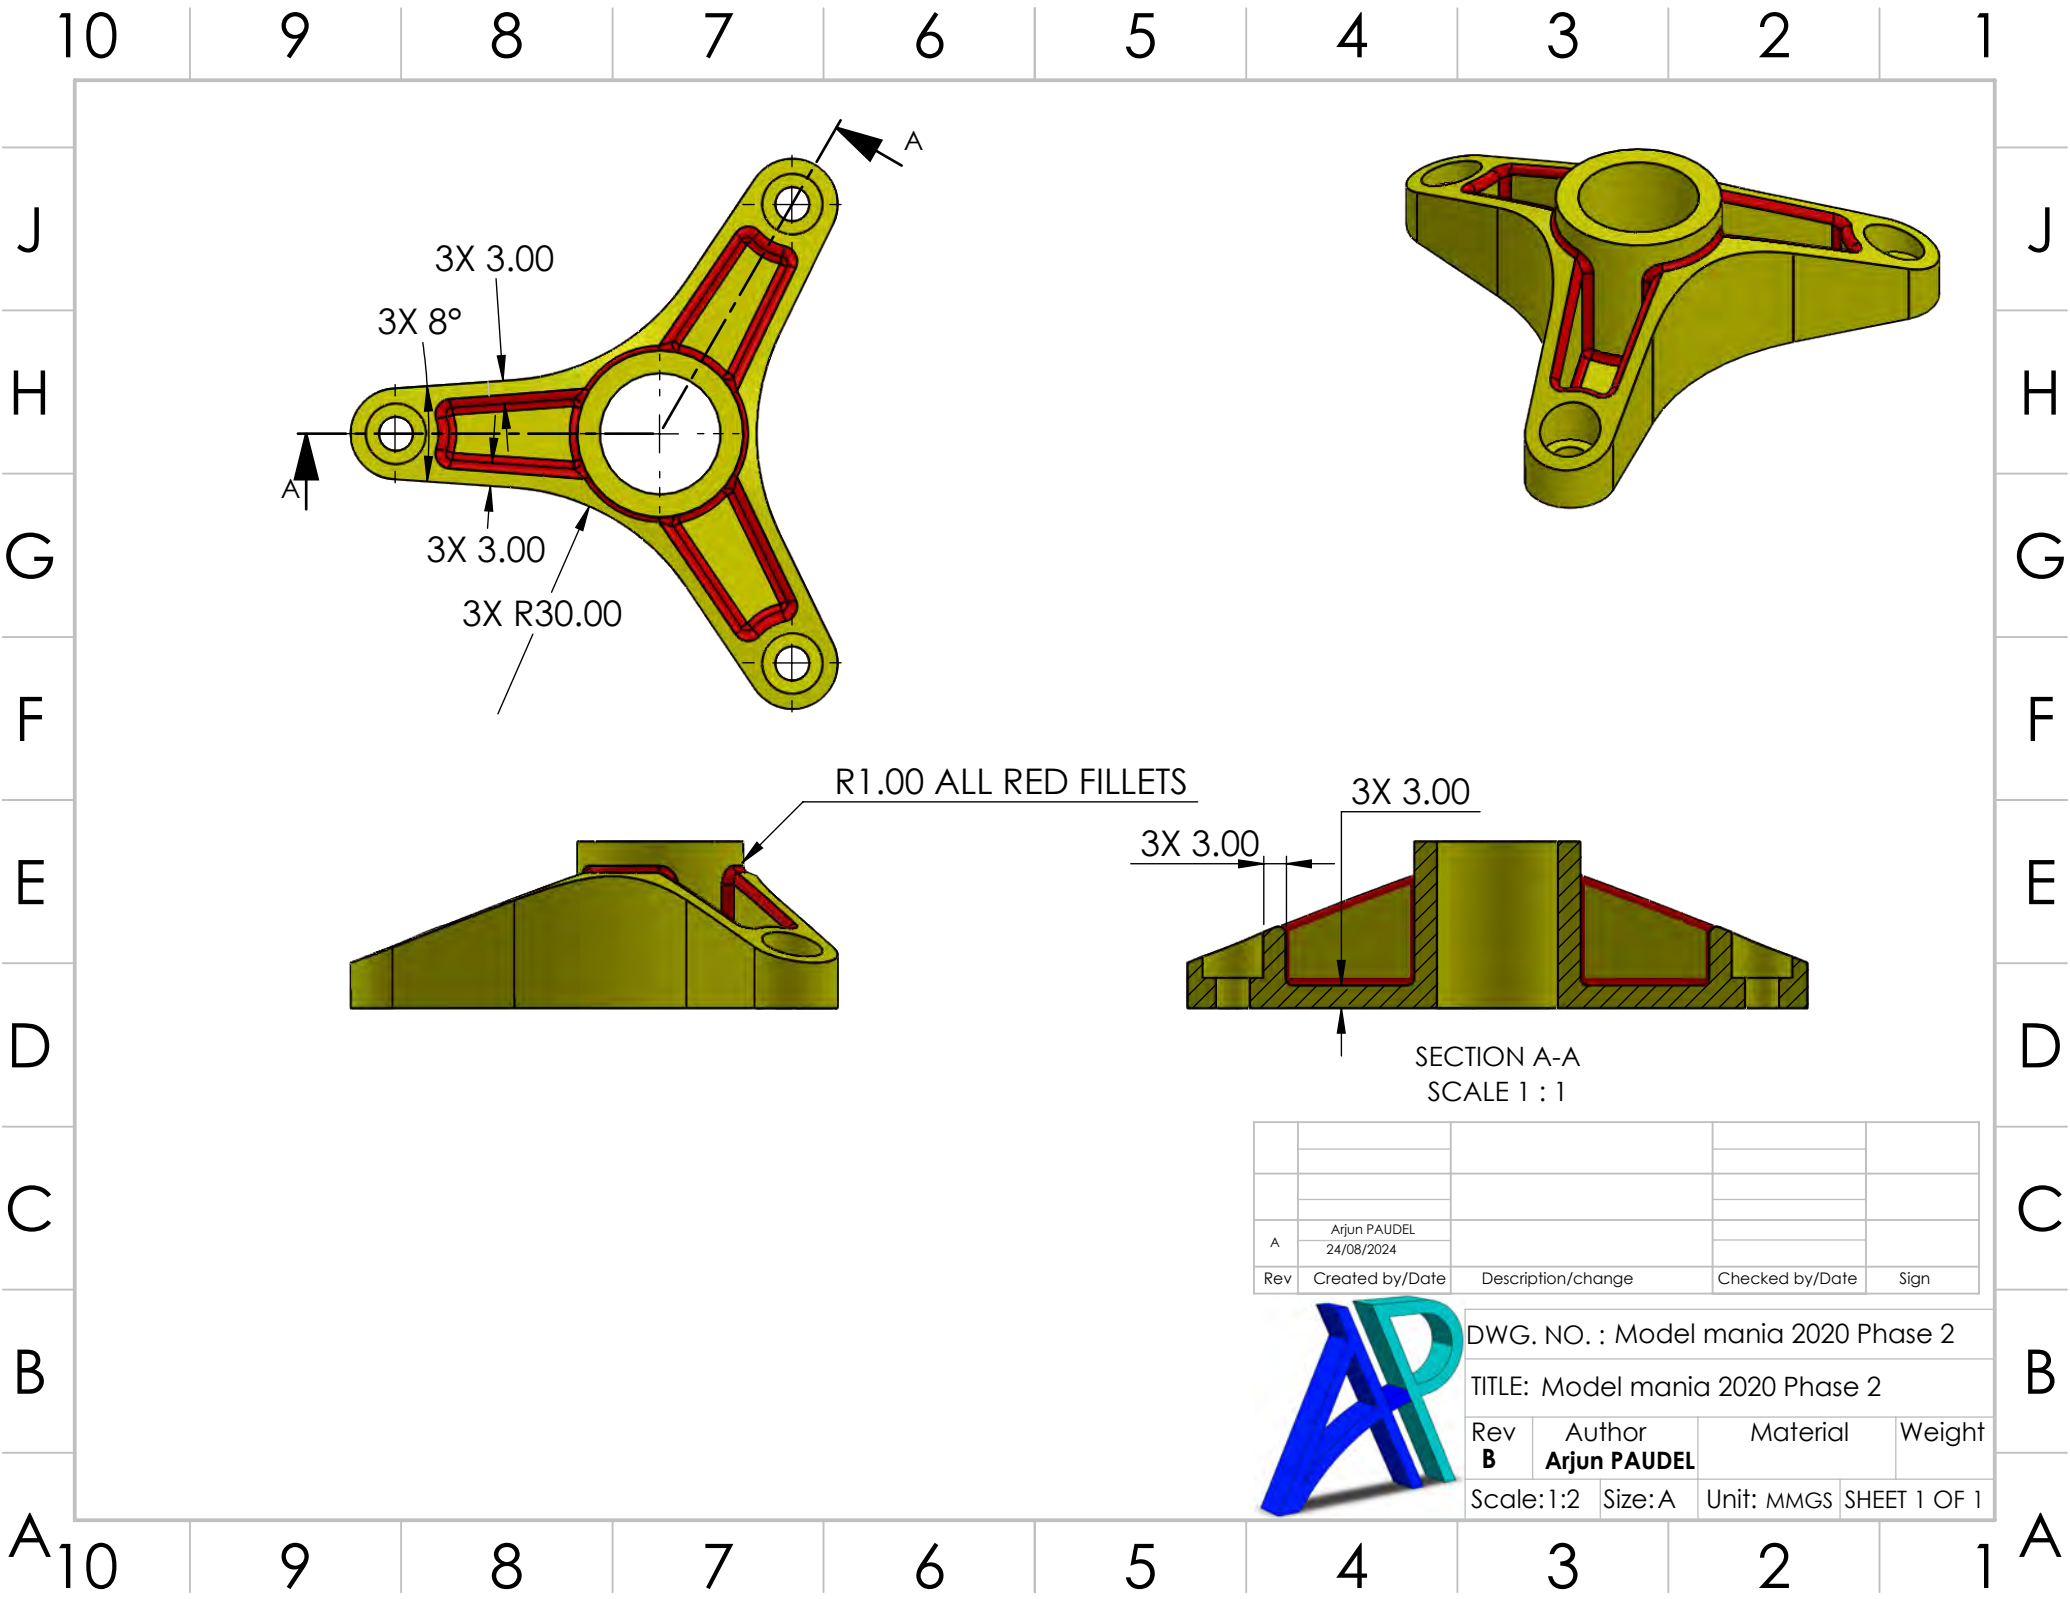 10 9 8 7 6 5 4 3 2 1
J J
H H
G G
F F
E E
D D
C C
B B
A A
10 9 8 7 6 5 4 3 2 1
A
3X 3.00
3X 8°
A
3X 3.00
3X R30.00
R1.00 ALL RED FILLETS
3X 3.00
3X 3.00
SECTION A-A
SCALE 1 : 1
A Arjun PAUDEL
24/08/2024
Rev Created by/Date Description/change Checked by/Date Sign
AP
DWG. NO. : Model mania 2020 Phase 2
TITLE: Model mania 2020 Phase 2
Rev Author Material Weight
B Arjun PAUDEL
Scale:1:2 Size:A Unit: MMGS SHEET 1 OF 1